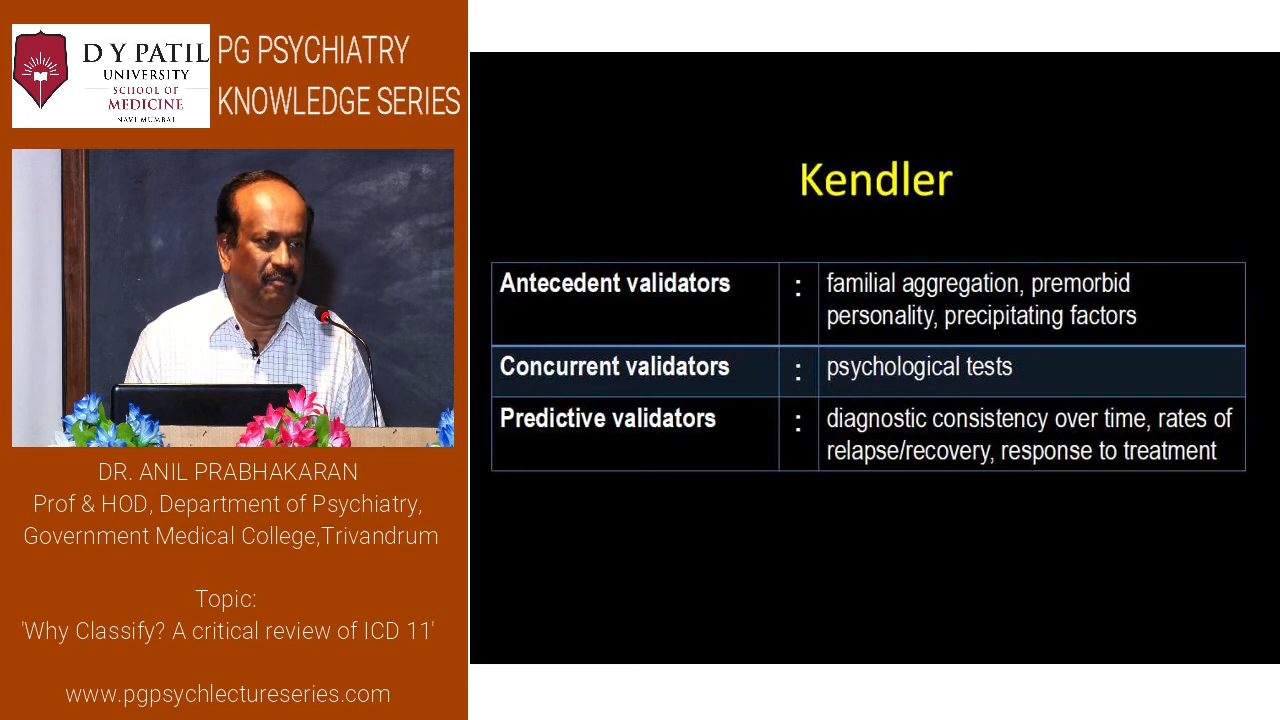 D Y PATIL
UNIVERSITY
SCHOOL OF
MEDICINE
NAVI MUMBAI
PG PSYCHIATRY
KNOWLEDGE SERIES
DR. ANIL PRABHAKARAN
Prof & HOD, Department of Psychiatry,
Government Medical College,Trivandrum
Topic:
'Why Classify? A critical review of ICD 11'
www.pgpsychlectureseries.com
Kendler
Antecedent validators : familial aggregation, premorbid
personality, precipitating factors
Concurrent validators : psychological tests
Predictive validators : diagnostic consistency over time, rates of
relapse/recovery, response to treatment